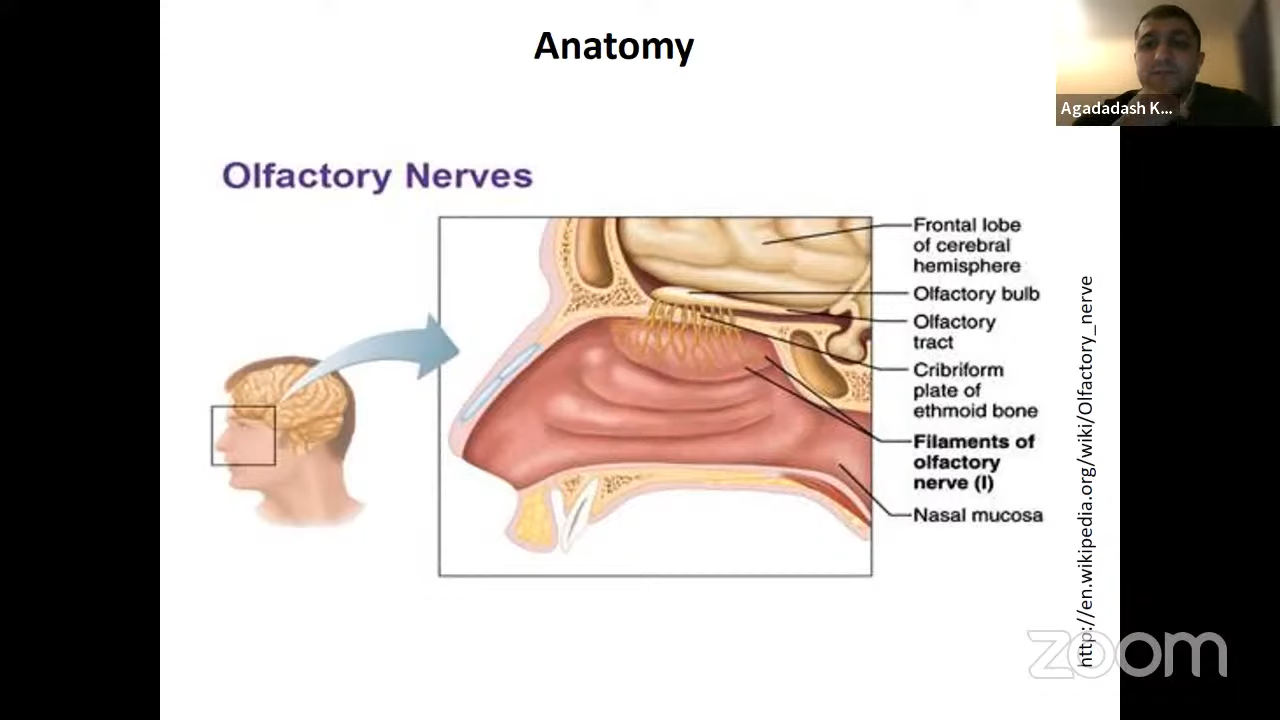 Anatomy
Agadadash K...
Olfactory Nerves
Frontal lobe
of cerebral
hemisphere
Olfactory bulb
Olfactory
tract
Cribriform
plate of
ethmoid bone
Filaments of
olfactory
nerve (I)
Nasal mucosa
http://en.wikipedia.org/wiki/Olfactory_nerve
zoom